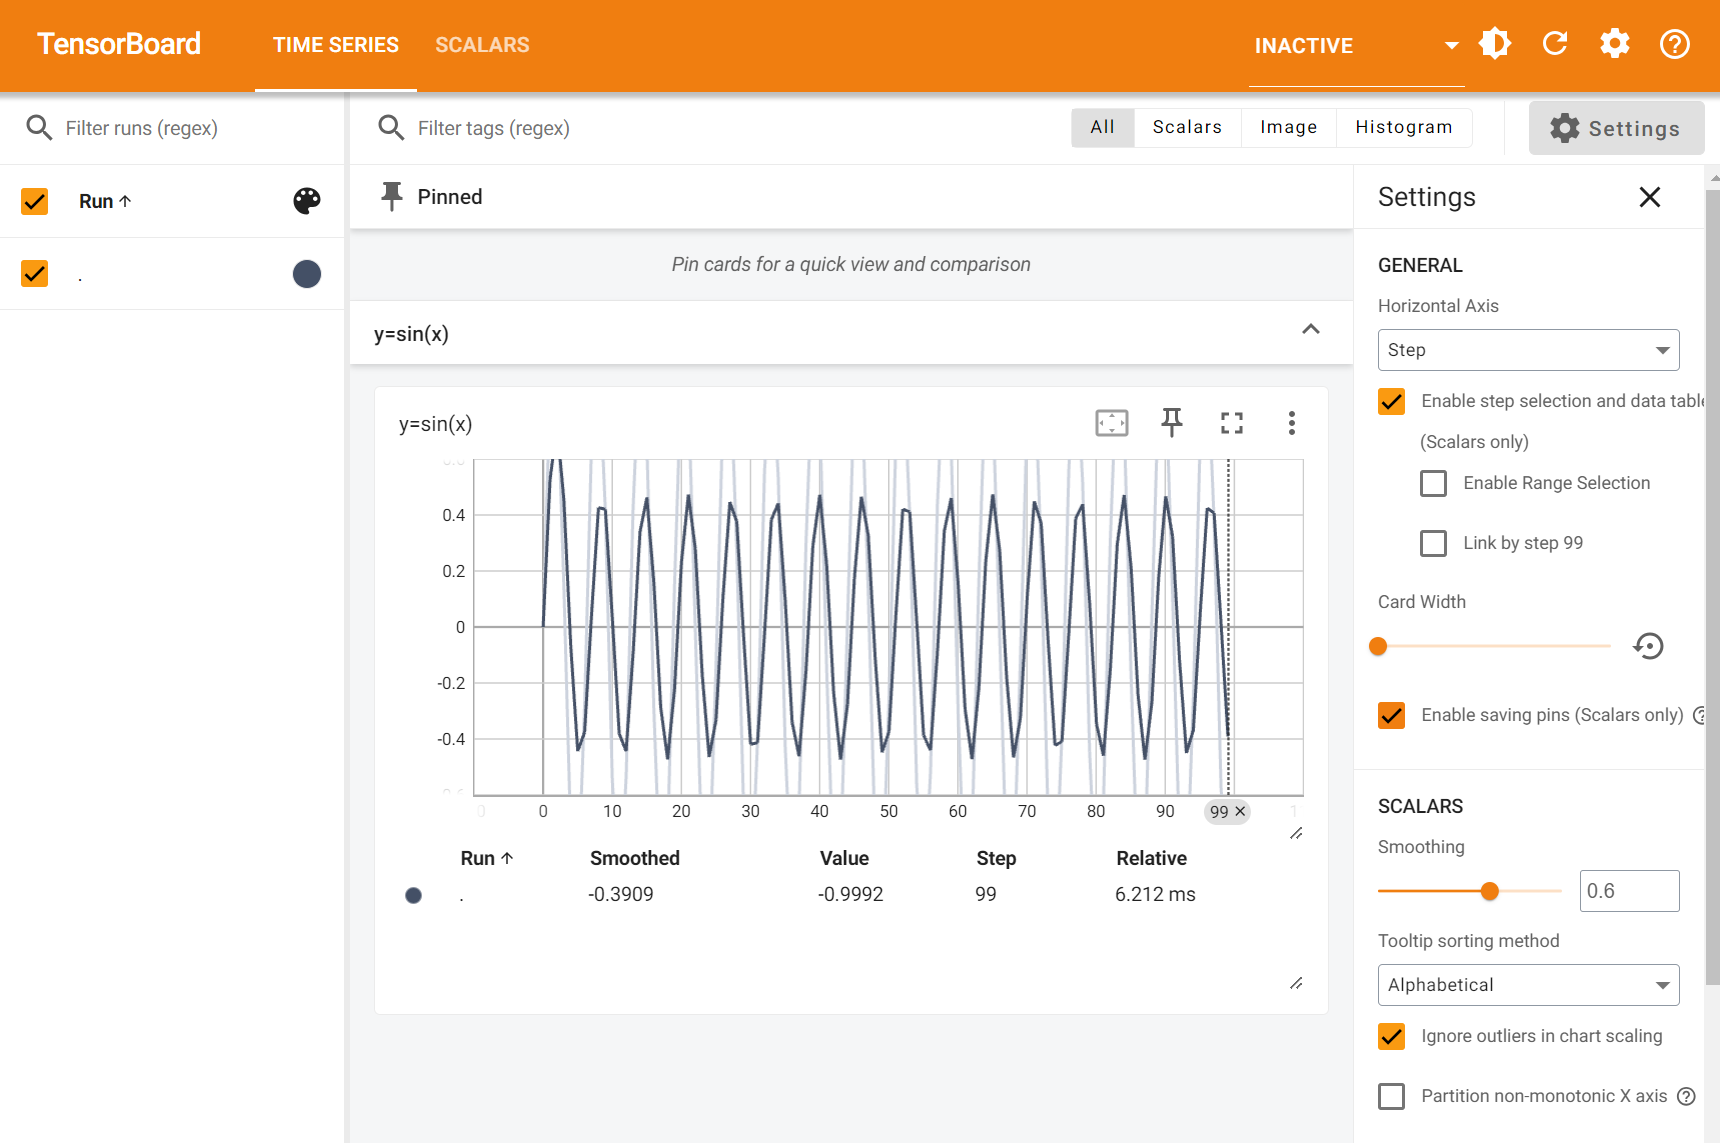 TensorBoard
TIME SERIES
SCALARS
INACTIVE
Filter runs (regex)
Run
.
Filter tags (regex)
All
Scalars
Image
Histogram
Settings
Pinned
Pin cards for a quick view and comparison
y=sin(x)
y=sin(x)
0.4
0.2
0
-0.2
-0.4
0 10 20 30 40 50 60 70 80 90 99
Run Smoothed Value Step Relative
. -0.3909 -0.9992 99 6.212 ms
Settings
GENERAL
Horizontal Axis
Step
Enable step selection and data table
(Scalars only)
Enable Range Selection
Link by step 99
Card Width
Enable saving pins (Scalars only)
SCALARS
Smoothing
0.6
Tooltip sorting method
Alphabetical
Ignore outliers in chart scaling
Partition non-monotonic X axis